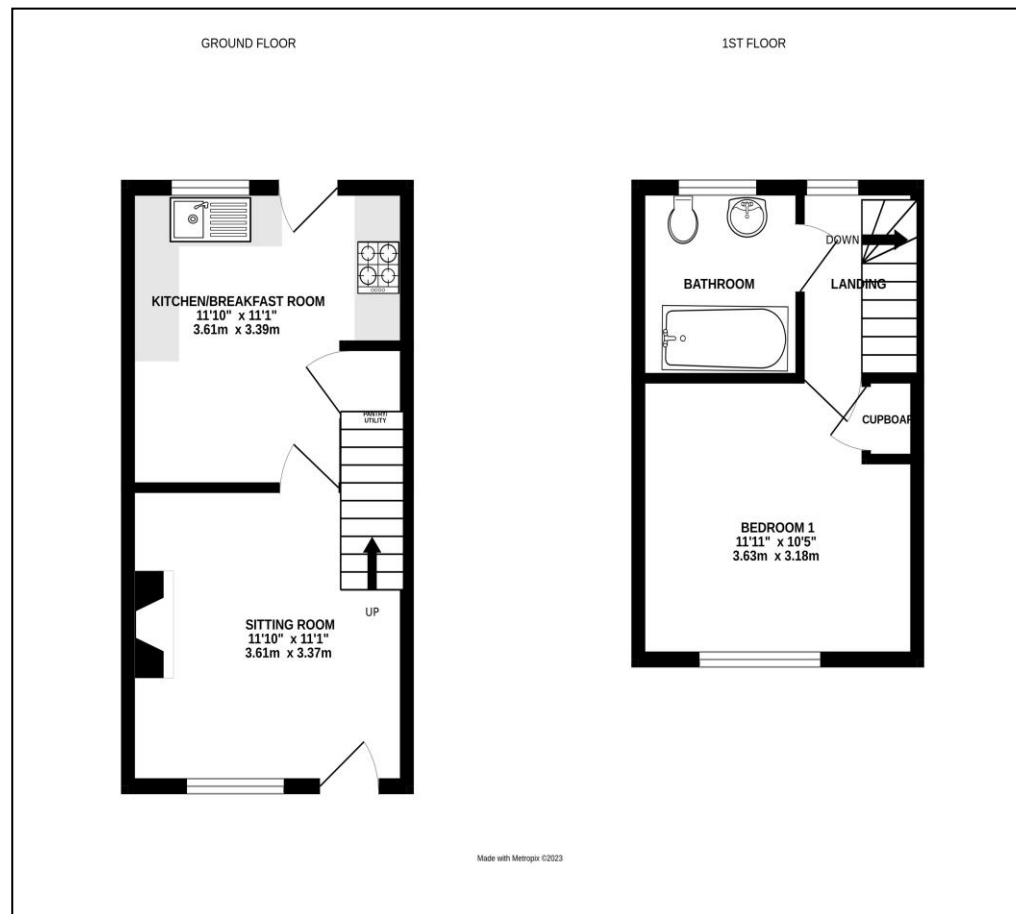 GROUND FLOOR
1ST FLOOR
KITCHEN/BREAKFAST ROOM
11'10" x 11'1"
3.61m x 3.39m
PANTRY/
UTILITY
UP
SITTING ROOM
11'10" x 11'1"
3.61m x 3.37m
DOWN
BATHROOM
LANDING
CUPBOAR
BEDROOM 1
11'11" x 10'5"
3.63m x 3.18m
Made with Metropix ©2023